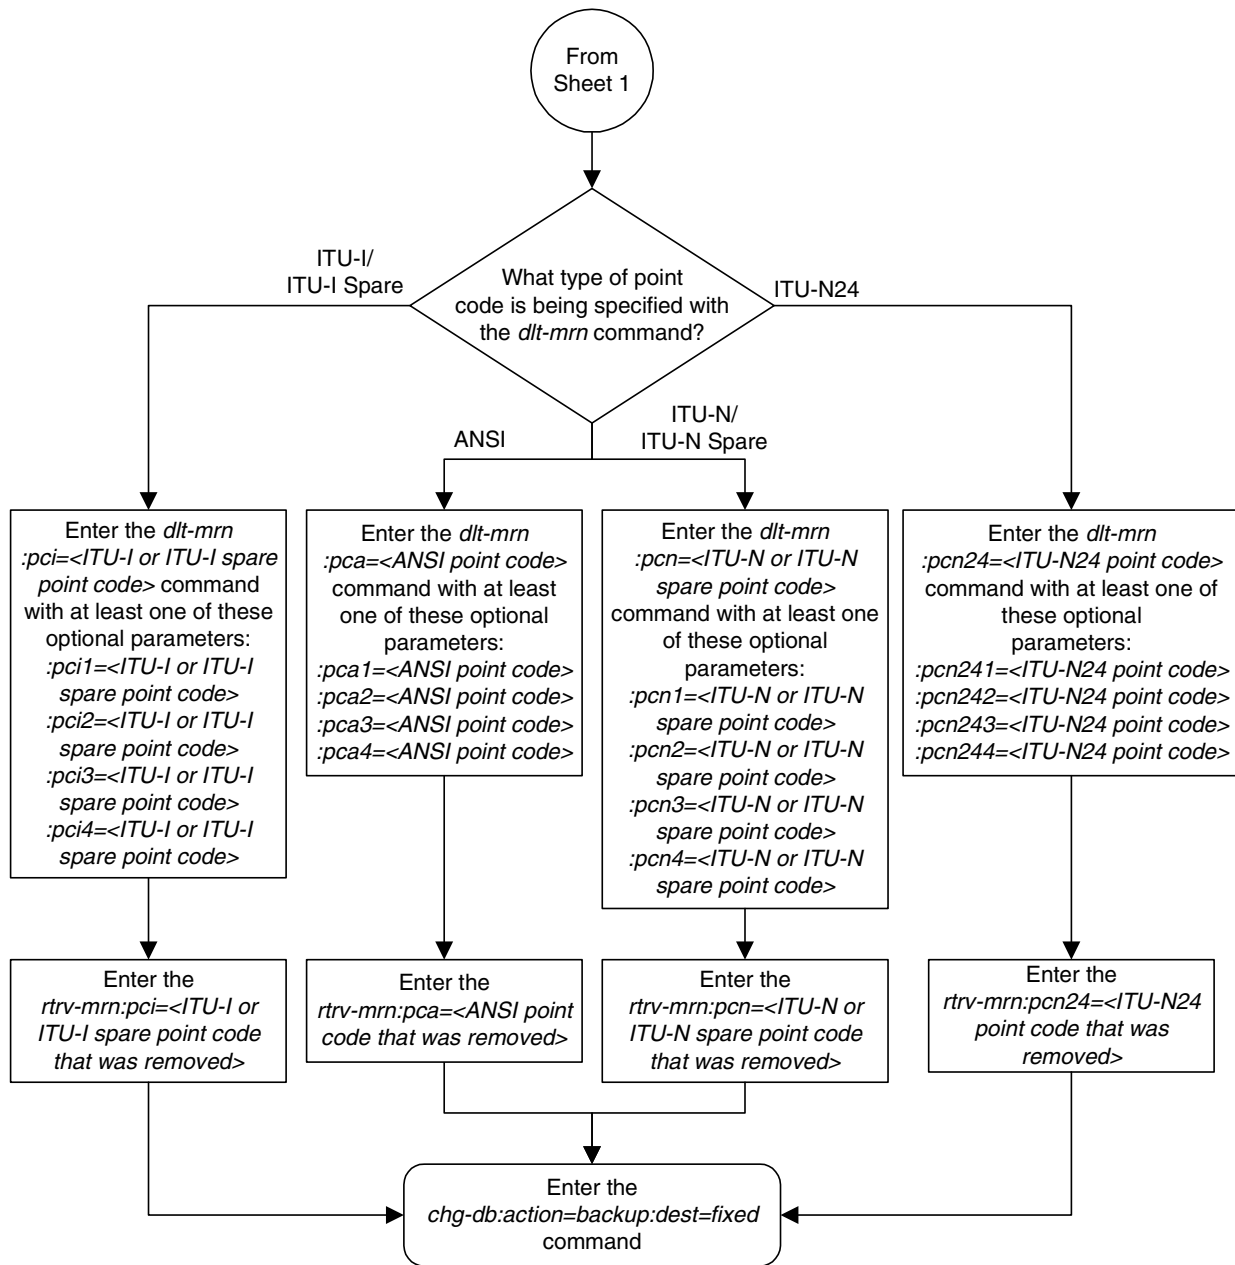 From
Sheet 1
What type of point
code is being specified with
the dlt-mrn command?
ITU-I/
ITU-I Spare
ITU-N24
ANSI
ITU-N/
ITU-N Spare
Enter the dlt-mrn
:pci=<ITU-I or ITU-I spare
point code> command
with at least one of these
optional parameters:
:pci1=<ITU-I or ITU-I
spare point code>
:pci2=<ITU-I or ITU-I
spare point code>
:pci3=<ITU-I or ITU-I
spare point code>
:pci4=<ITU-I or ITU-I
spare point code>
Enter the dlt-mrn
:pca=<ANSI point code>
command with at least
one of these optional
parameters:
:pca1=<ANSI point code>
:pca2=<ANSI point code>
:pca3=<ANSI point code>
:pca4=<ANSI point code>
Enter the dlt-mrn
:pcn=<ITU-N or ITU-N
spare point code>
command with at least one
of these optional
parameters:
:pcn1=<ITU-N or ITU-N
spare point code>
:pcn2=<ITU-N or ITU-N
spare point code>
:pcn3=<ITU-N or ITU-N
spare point code>
:pcn4=<ITU-N or ITU-N
spare point code>
Enter the dlt-mrn
:pcn24=<ITU-N24 point code>
command with at least one of
these optional
parameters:
:pcn241=<ITU-N24 point code>
:pcn242=<ITU-N24 point code>
:pcn243=<ITU-N24 point code>
:pcn244=<ITU-N24 point code>
Enter the
rtrv-mrn:pci=<ITU-I or
ITU-I spare point code
that was removed>
Enter the
rtrv-mrn:pca=<ANSI point
code that was removed>
Enter the
rtrv-mrn:pcn=<ITU-N or
ITU-N spare point code
that was removed>
Enter the
rtrv-mrn:pcn24=<ITU-N24
point code that was
removed>
Enter the
chg-db:action=backup:dest=fixed
command